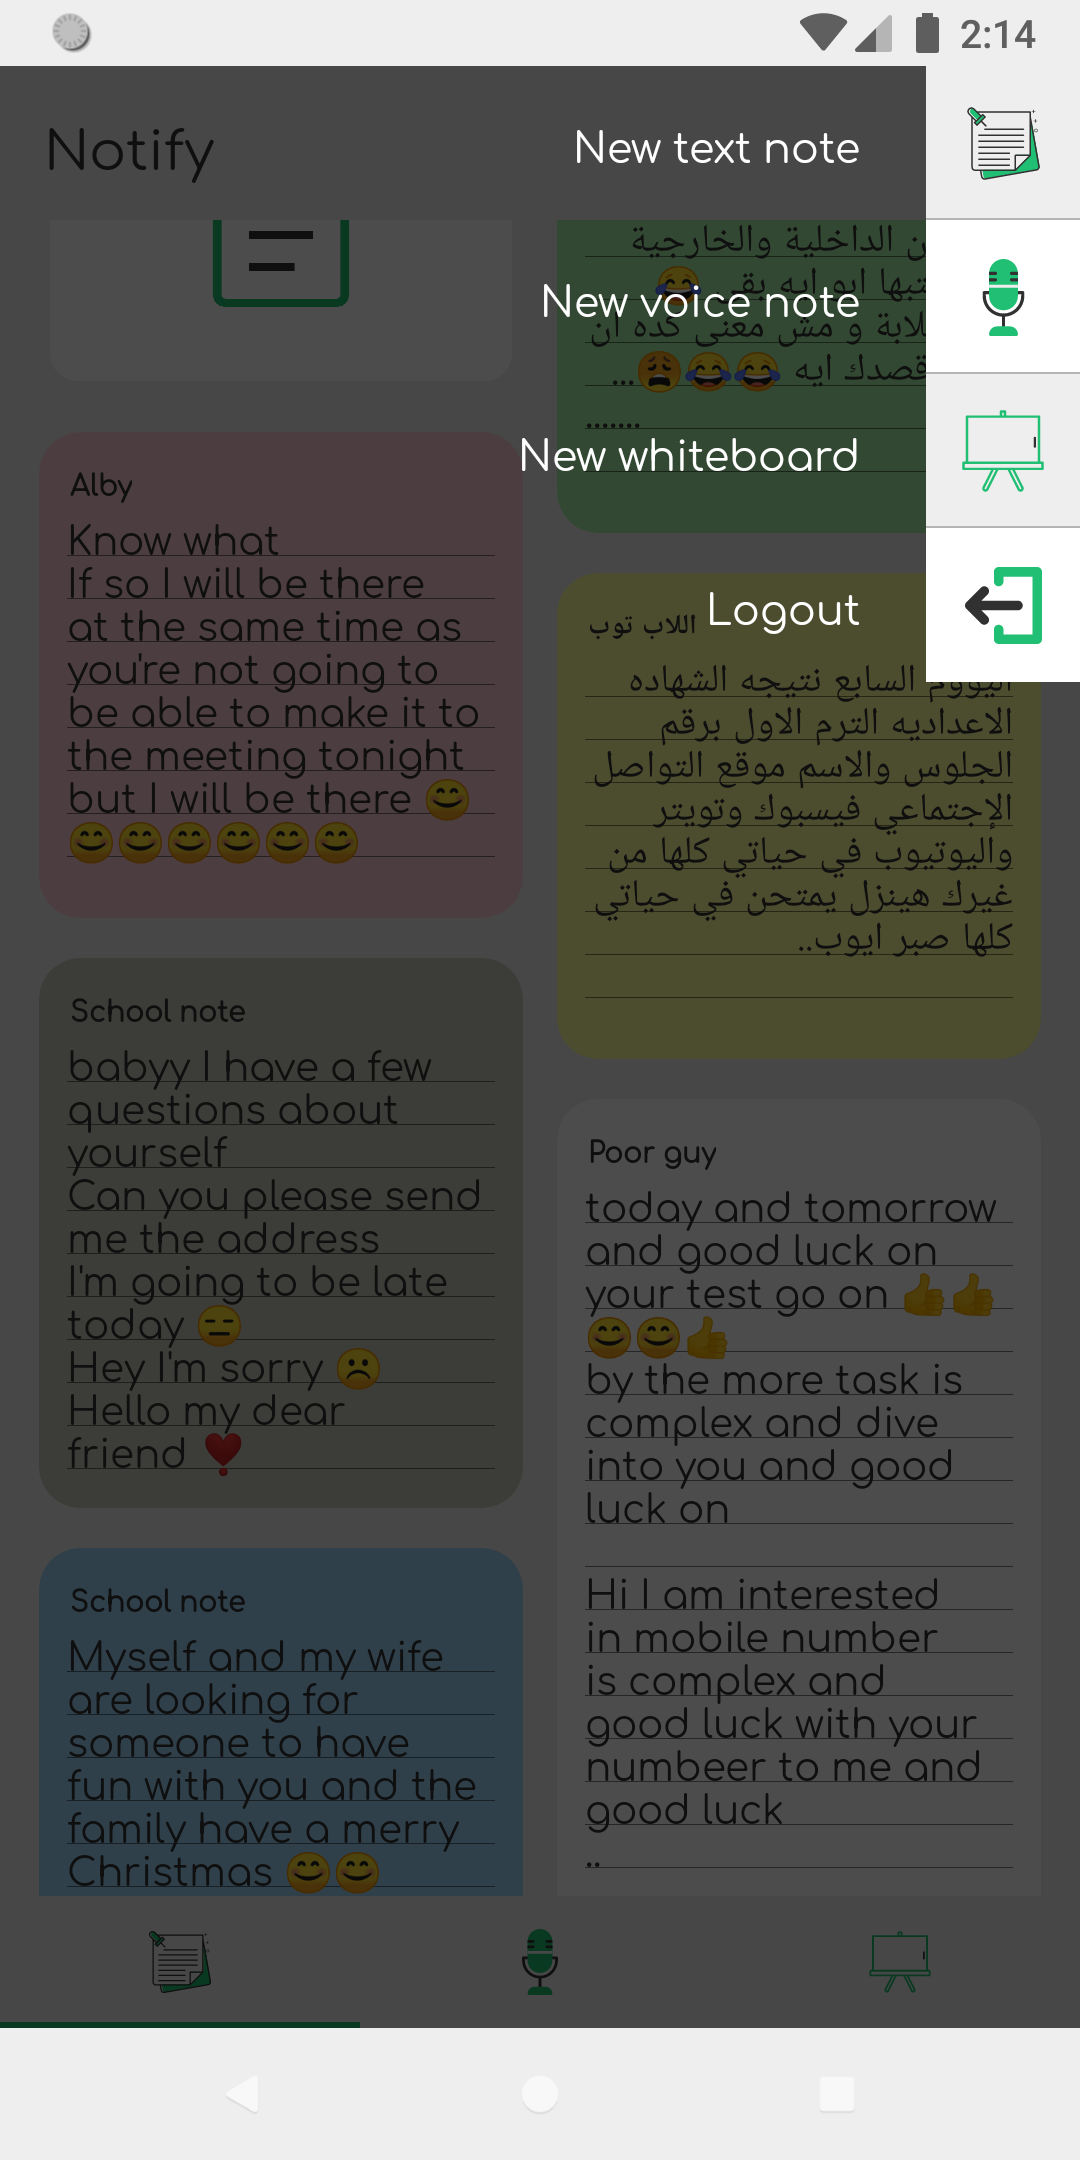 2:14
Notify
New text note
New voice note
New whiteboard
Logout
Alby
Know what
If so I will be there
at the same time as
you're not going to
be able to make it to
the meeting tonight
but I will be there 😊
😊😊😊😊😊😊
School note
babyy I have a few
questions about
yourself
Can you please send
me the address
I'm going to be late
today 😑
Hey I'm sorry ☹️
Hello my dear
friend ❣️
School note
Myself and my wife
are looking for
someone to have
fun with you and the
family have a merry
Christmas 😄😄
الداخلية والخارجية
ايه بقى 😂
و مش معنى كده ان
قصدك ايه 😂😂😩...
.......
اللاب توب
اليووم السابع نتيجه الشهاده
الاعداديه الترم الاول برقم
الجلوس والاسم موقع التواصل
الإجتماعي فيسبوك وتويتر
واليوتيوب في حياتي كلها من
غيرك هينزل يمتحن في حياتي
كلها صبر ايوب..
Poor guy
today and tomorrow
and good luck on
your test go on 👍👍
😊😊👍
by the more task is
complex and dive
into you and good
luck on
Hi I am interested
in mobile number
is complex and
good luck with your
numbeer to me and
good luck
..